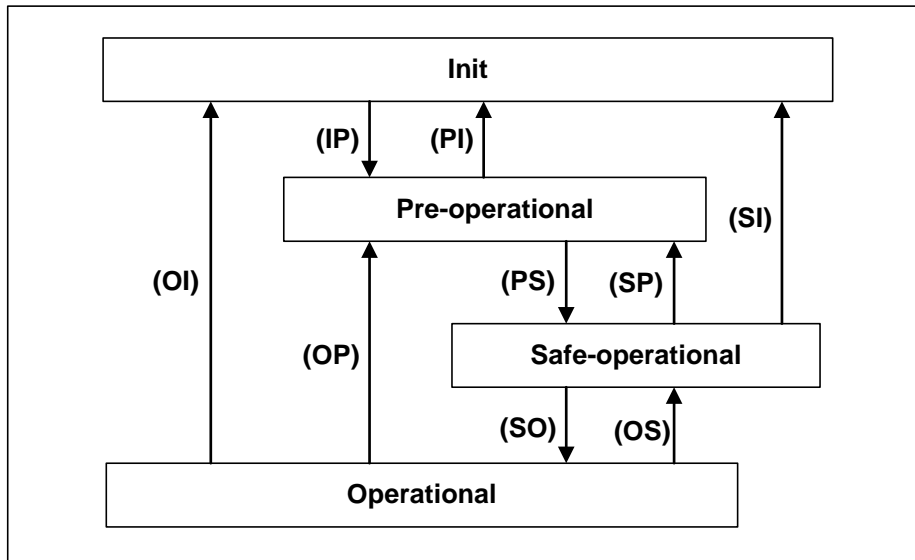 Init
(IP)
(PI)
Pre-operational
(SI)
(OI)
(PS)
(SP)
(OP)
Safe-operational
(SO)
(OS)
Operational